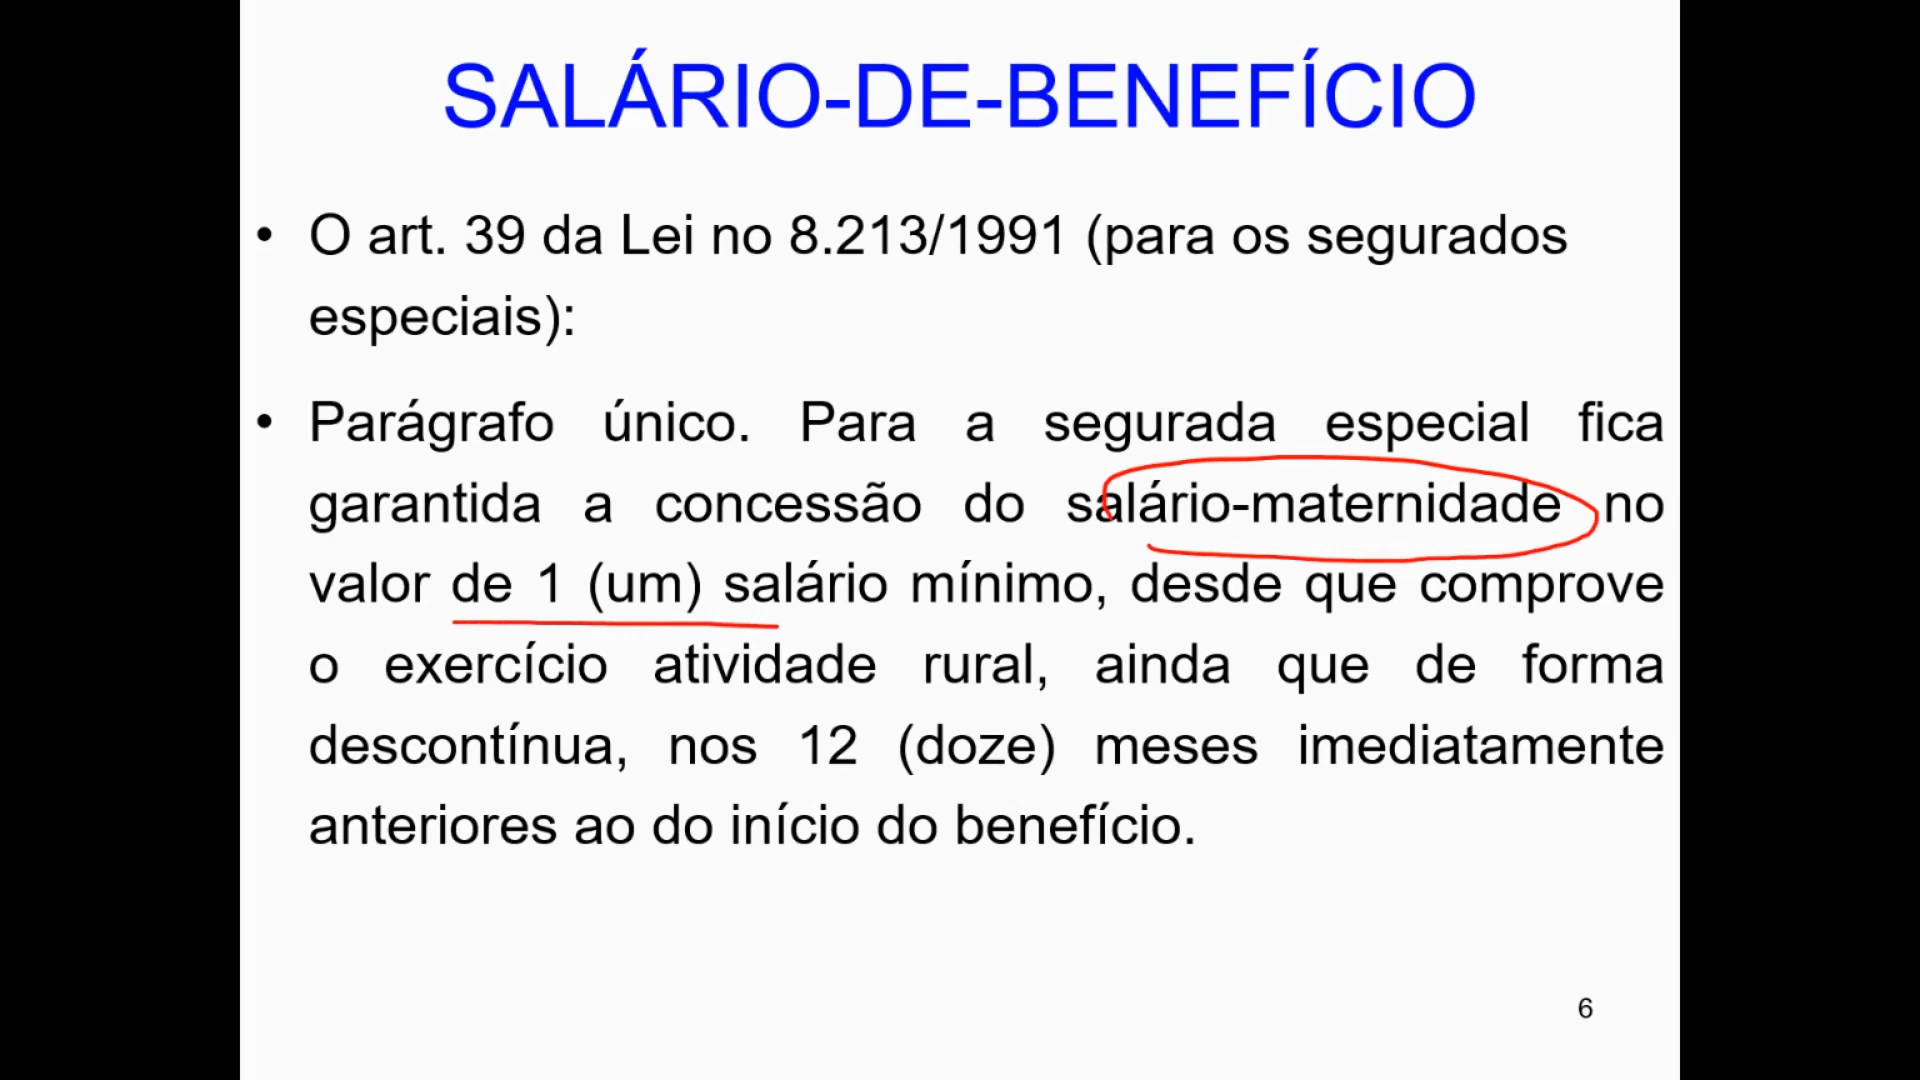 SALÁRIO-DE-BENEFÍCIO
• O art. 39 da Lei no 8.213/1991 (para os segurados
especiais):
• Parágrafo único. Para a segurada especial fica
garantida a concessão do salário-maternidade no
valor de 1 (um) salário mínimo, desde que comprove
o exercício atividade rural, ainda que de forma
descontínua, nos 12 (doze) meses imediatamente
anteriores ao do início do benefício.
6